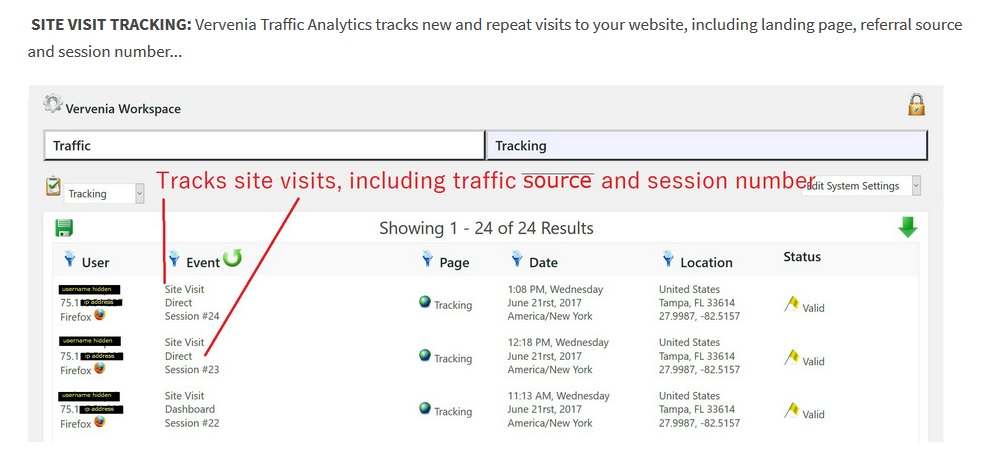 SITE VISIT TRACKING: Vervenia Traffic Analytics tracks new and repeat visits to your website, including landing page, referral source
and session number...
Vervenia Workspace
Traffic Tracking
Tracks site visits, including traffic source and session number
Tracking Edit System Settings
Showing 1 - 24 of 24 Results
User Event Page Date Location Status
username hidden Site Visit 1:08 PM, Wednesday United States
75.1 ip address Direct Tracking June 21rst, 2017 Tampa, FL 33614 Valid
Firefox Session #24 America/New York 27.9987, -82.5157
username hidden Site Visit 12:18 PM, Wednesday United States
75.1 ip address Direct Tracking June 21rst, 2017 Tampa, FL 33614 Valid
Firefox Session #23 America/New York 27.9987, -82.5157
username hidden Site Visit 11:13 AM, Wednesday United States
75.1 ip address Dashboard Tracking June 21rst, 2017 Tampa, FL 33614 Valid
Firefox Session #22 America/New York 27.9987, -82.5157